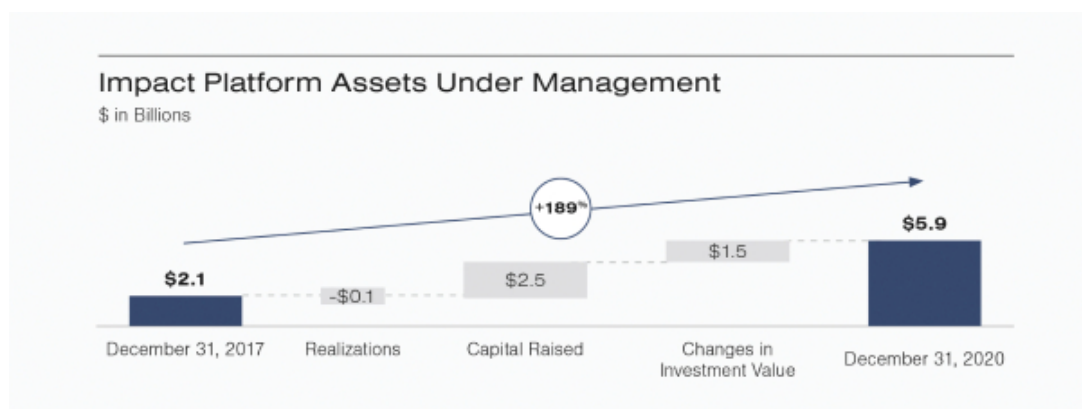 Impact Platform Assets Under Management
$ in Billions
+189%
$5.9
$2.1
$1.5
$2.5
-$0.1
December 31, 2017
Realizations
Capital Raised
Changes in
Investment Value
December 31, 2020